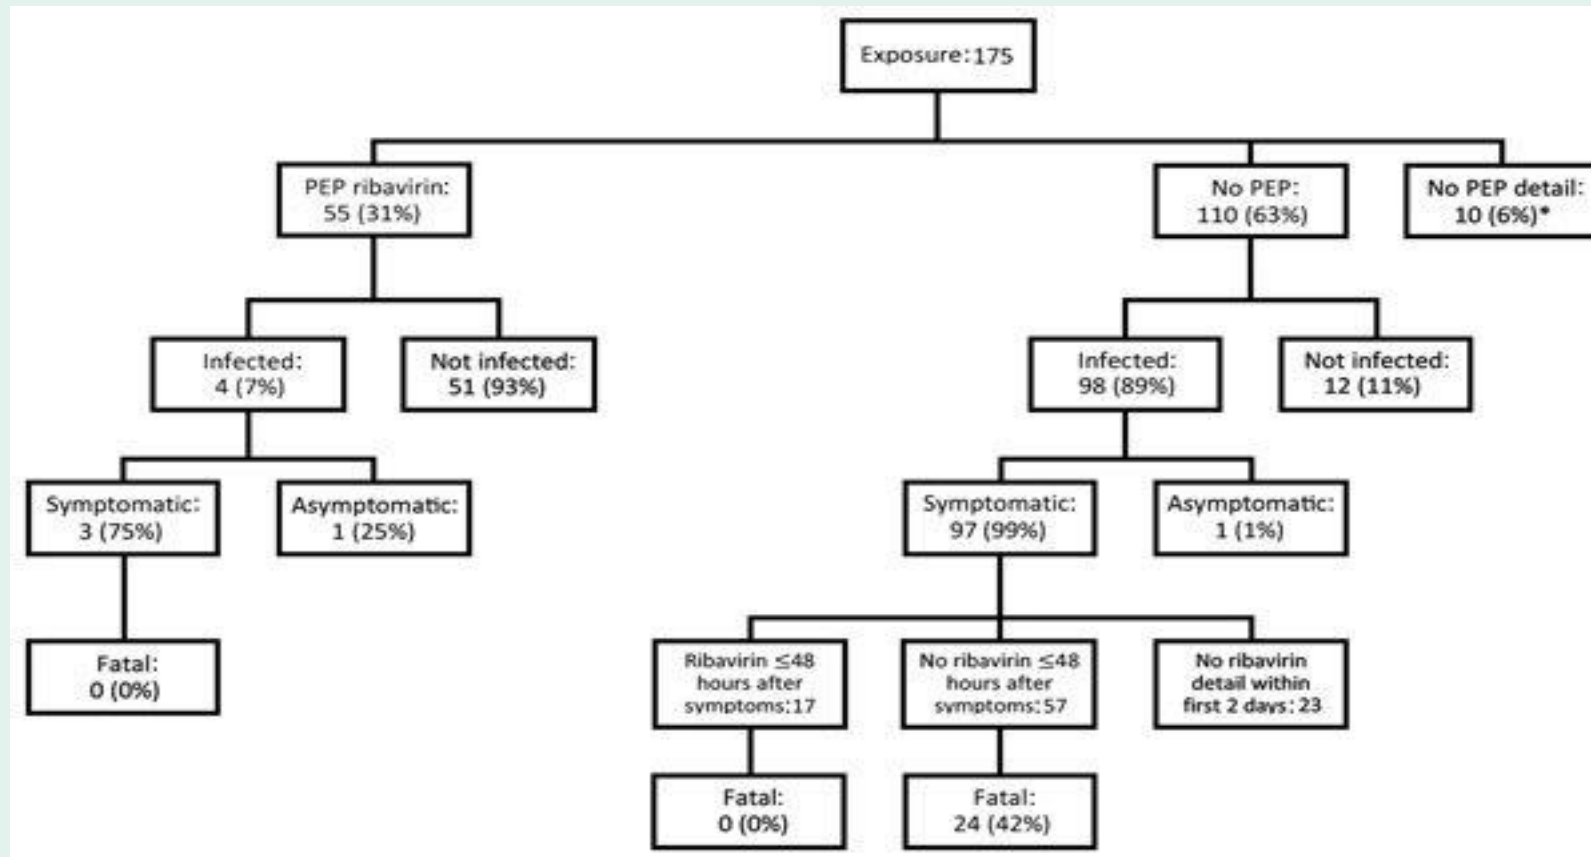 Exposure: 175
PEP ribavirin:
55 (31%)
No PEP:
110 (63%)
No PEP detail:
10 (6%)*
Infected:
4 (7%)
Not infected:
51 (93%)
Infected:
98 (89%)
Not infected:
12 (11%)
Symptomatic:
3 (75%)
Asymptomatic:
1 (25%)
Symptomatic:
97 (99%)
Asymptomatic:
1 (1%)
Fatal:
0 (0%)
Ribavirin ≤48
hours after
symptoms:17
No ribavirin ≤48
hours after
symptoms: 57
No ribavirin
detail within
first 2 days: 23
Fatal:
0 (0%)
Fatal:
24 (42%)